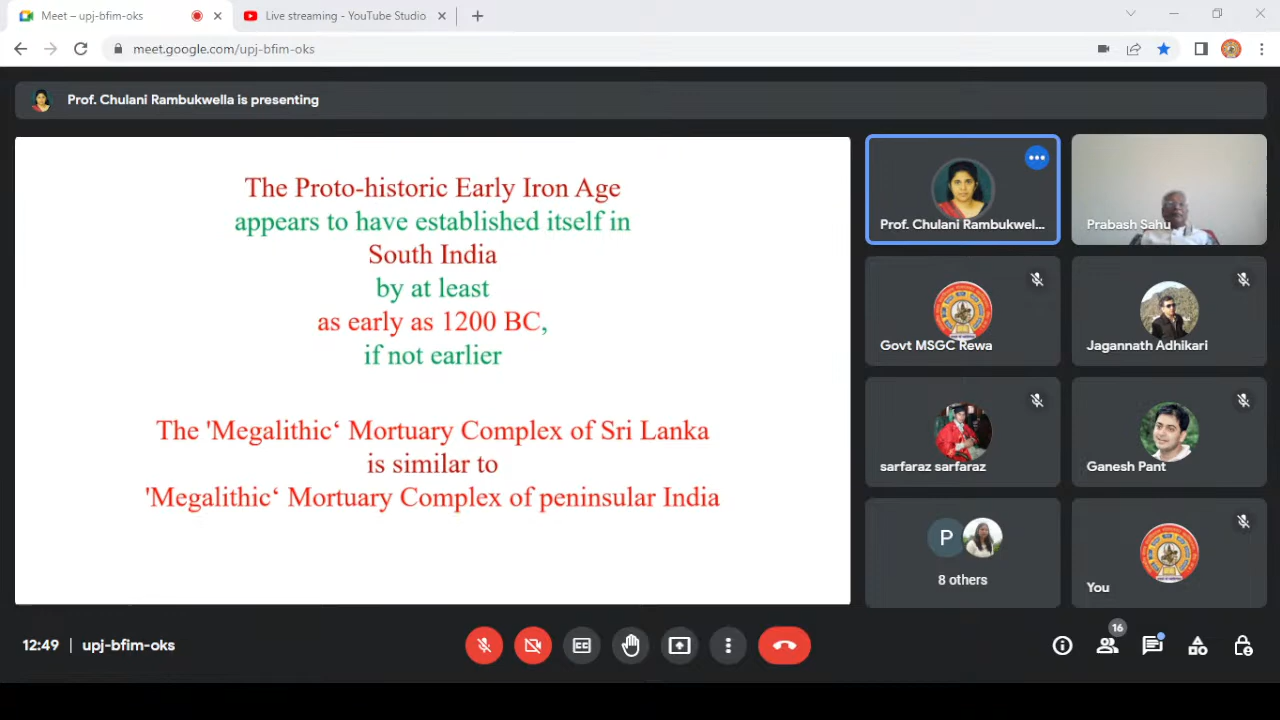 Meet – upj-bfim-oks
Live streaming - YouTube Studio
meet.google.com/upj-bfim-oks
Prof. Chulani Rambukwella is presenting
The Proto-historic Early Iron Age
appears to have established itself in
South India
by at least
as early as 1200 BC,
if not earlier
The 'Megalithic‘ Mortuary Complex of Sri Lanka
is similar to
'Megalithic‘ Mortuary Complex of peninsular India
Prof. Chulani Rambukwel...
Prabash Sahu
Govt MSGC Rewa
Jagannath Adhikari
sarfaraz sarfaraz
Ganesh Pant
P
8 others
You
12:49 | upj-bfim-oks
CC
16